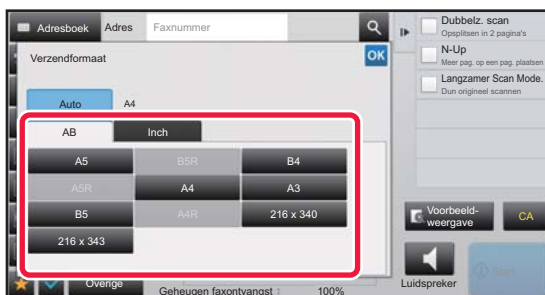 Adresboek Adres Faxnummer
Verzendformaat OK
Auto A4
AB Inch
A5 B5R B4
A5R A4 A3
B5 A4R 216 x 340
216 x 343
Overige Geheugen faxontvangst : 100%
Dubbelz. scan
Opsplitsen in 2 pagina's
N-Up
Meer pag. op een pag. plaatsen
Langzamer Scan Mode.
Dun origineel scannen
Voorbeeld-
weergave
CA
Luidspreker
Start